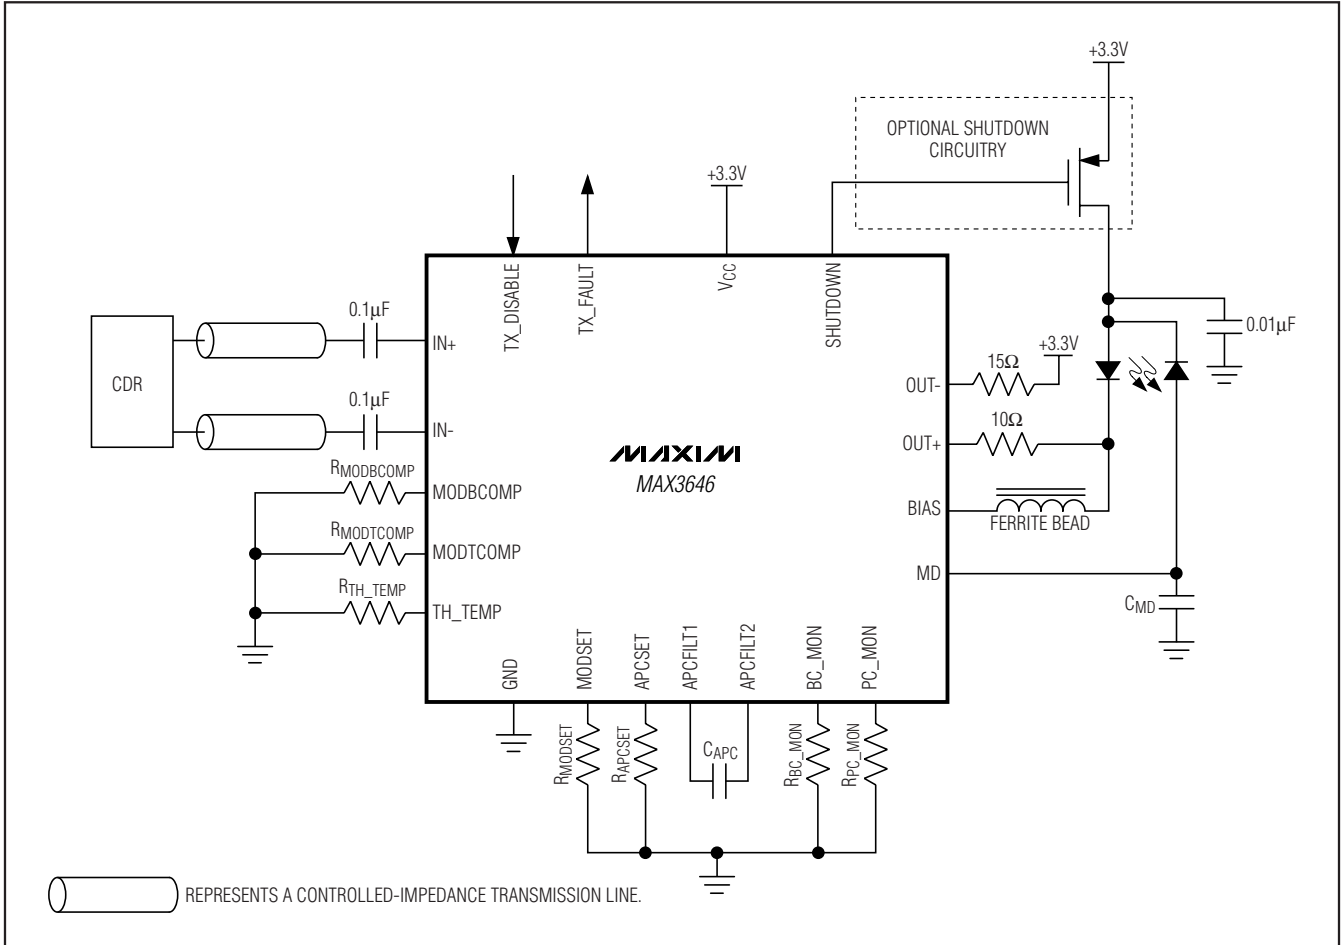 +3.3V
OPTIONAL SHUTDOWN
CIRCUITRY
+3.3V
TX_DISABLE
TX_FAULT
VCC
SHUTDOWN
0.1μF
IN+
CDR
0.1μF
IN-
0.01μF
+3.3V
15Ω
OUT-
10Ω
OUT+
MAXIM
MAX3646
RMODBCOMP
MODBCOMP
BIAS
FERRITE BEAD
RMODTCOMP
MODTCOMP
MD
RTH_TEMP
TH_TEMP
CMD
GND
MODSET
APCSET
APCFILT1
APCFILT2
BC_MON
PC_MON
RMODSET
RAPCSET
CAPC
RBC_MON
RPC_MON
REPRESENTS A CONTROLLED-IMPEDANCE TRANSMISSION LINE.